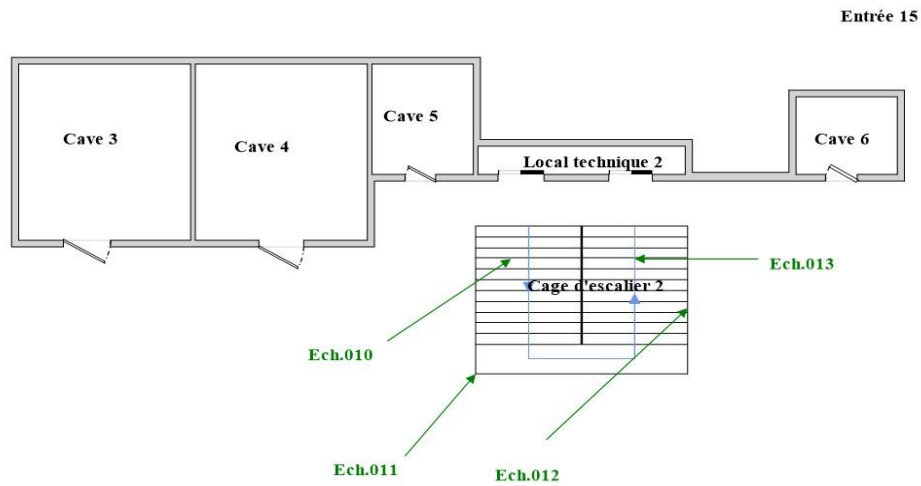 Entrée 15
Cave 3
Cave 4
Cave 5
Local technique 2
Cave 6
Cage d'escalier 2
Ech.013
Ech.010
Ech.011
Ech.012